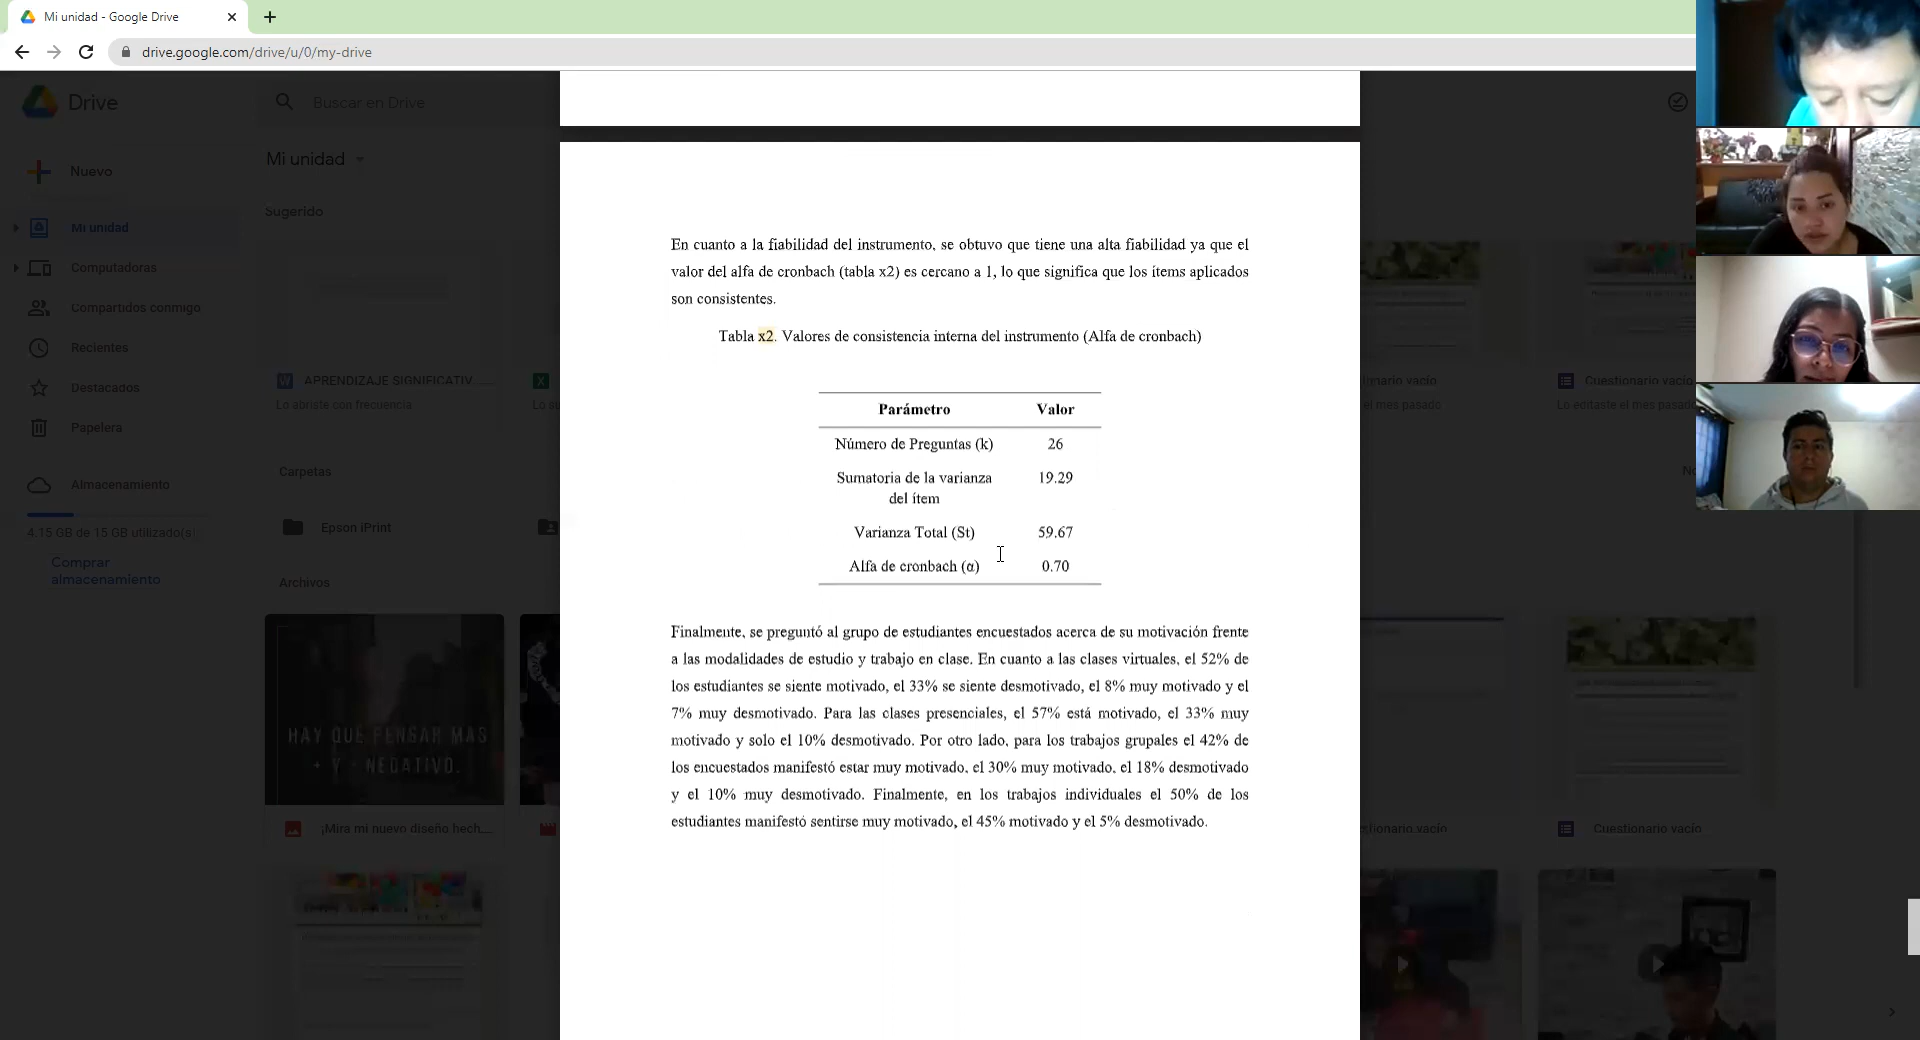 Mi unidad - Google Drive
drive.google.com/drive/u/0/my-drive
Drive
Buscar en Drive
Mi unidad
Nuevo
Sugerido
Mi unidad
Computadoras
Compartidos conmigo
Recientes
Destacados
Papelera
Almacenamiento
4.15 GB de 15 GB utilizado(s)
Comprar
almacenamiento
APRENDIZAJE SIGNIFICATIV...
Lo abriste con frecuencia
Carpetas
Epson iPrint
Archivos
HAY QUE PENSAR MAS
+ Y - NEGATIVO.
¡Mira mi nuevo diseño hech...
En cuanto a la fiabilidad del instrumento, se obtuvo que tiene una alta fiabilidad ya que el
valor del alfa de cronbach (tabla x2) es cercano a 1, lo que significa que los ítems aplicados
son consistentes.
Tabla x2. Valores de consistencia interna del instrumento (Alfa de cronbach)
Parámetro Valor
Número de Preguntas (k) 26
Sumatoria de la varianza 19.29
del ítem
Varianza Total (St) 59.67
Alfa de cronbach (α) 0.70
Finalmente, se preguntó al grupo de estudiantes encuestados acerca de su motivación frente
a las modalidades de estudio y trabajo en clase. En cuanto a las clases virtuales, el 52% de
los estudiantes se siente motivado, el 33% se siente desmotivado, el 8% muy motivado y el
7% muy desmotivado. Para las clases presenciales, el 57% está motivado, el 33% muy
motivado y solo el 10% desmotivado. Por otro lado, para los trabajos grupales el 42% de
los encuestados manifestó estar muy motivado, el 30% muy motivado, el 18% desmotivado
y el 10% muy desmotivado. Finalmente, en los trabajos individuales el 50% de los
estudiantes manifestó sentirse muy motivado, el 45% motivado y el 5% desmotivado.
vacío
el mes pasado
Cuestionario vacío
Lo editaste el mes pasado
vacío
Cuestionario vacío